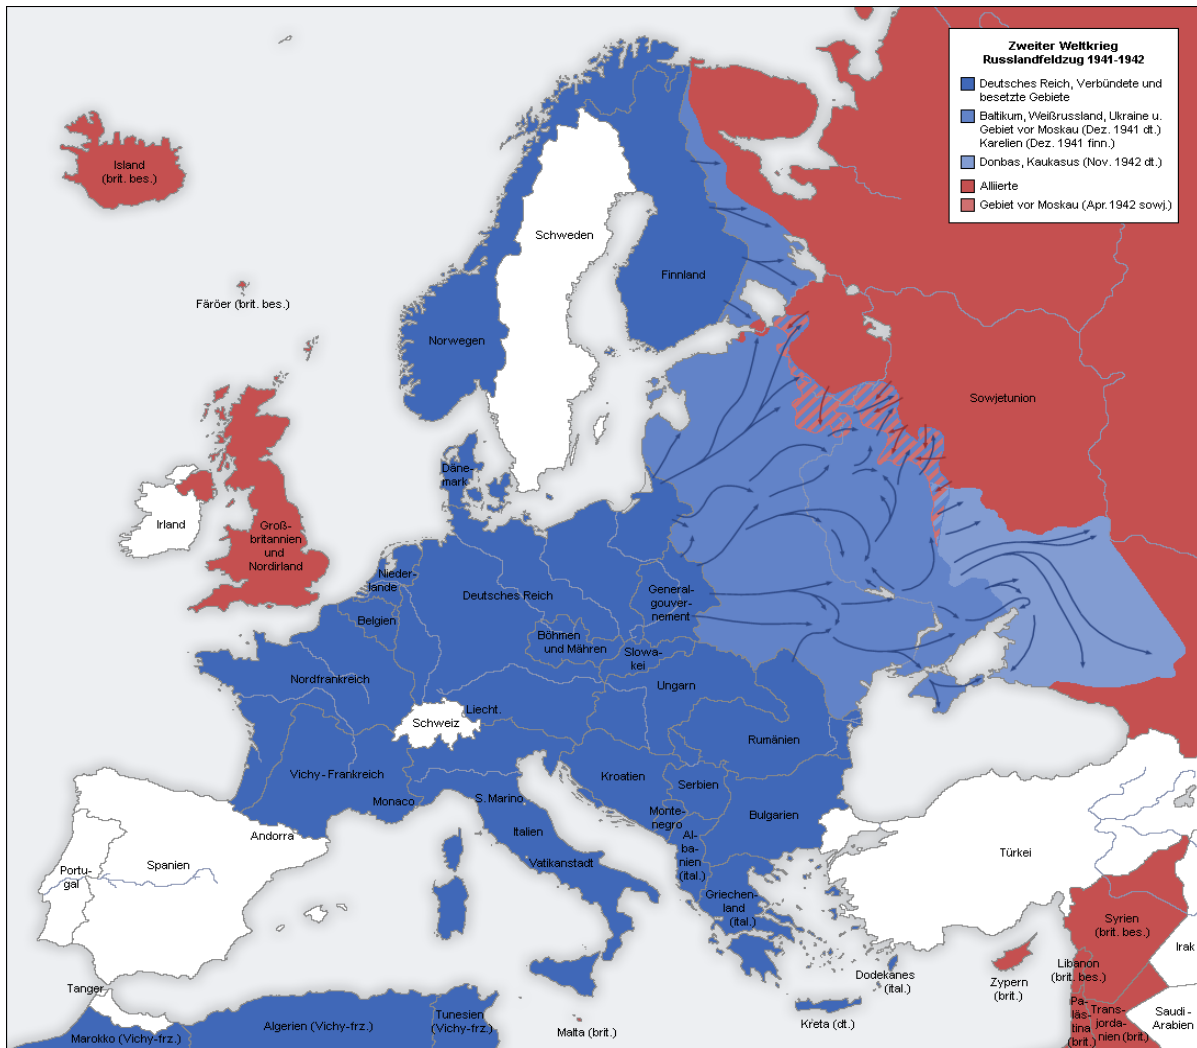 Zweiter Weltkrieg
Russlandfeldzug 1941-1942
Deutsches Reich, Verbündete und
besetzte Gebiete
Baltikum, Weißrussland, Ukraine u.
Gebiet vor Moskau (Dez. 1941 dt.)
Karelien (Dez. 1941 finn.)
Donbas, Kaukasus (Nov. 1942 dt.)
Alliierte
Gebiet vor Moskau (Apr. 1942 sowj.)
Island
(brit. bes.)
Färöer (brit. bes.)
Schweden
Finnland
Norwegen
Sowjetunion
Däne-
mark
Irland
Groß-
britannien
und
Nordirland
Nieder-
lande
Belgien
Deutsches Reich
General-
gouver-
nement
Böhmen
und Mähren
Slowa-
kei
Nordfrankreich
Ungarn
Liecht.
Schweiz
Rumänien
Vichy-Frankreich
Kroatien
Serbien
Monaco
S. Marino
Monte-
negro
Bulgarien
Andorra
Italien
Al-
ba-
nien
(ital.)
Vatikanstadt
Spanien
Portu-
gal
Türkei
Griechen-
land
(ital.)
Syrien
(brit. bes.)
Irak
Libanon
(brit. bes.)
Dodekanes
(ital.)
Zypern
(brit.)
Tanger
Algerien (Vichy-frz.)
Tunesien
(Vichy-frz.)
Marokko (Vichy-frz.)
Malta (brit.)
Kreta (dt.)
Pa-
läs-
tina
(brit.)
Trans-
jorda-
nien (brit.)
Saudi-
Arabien